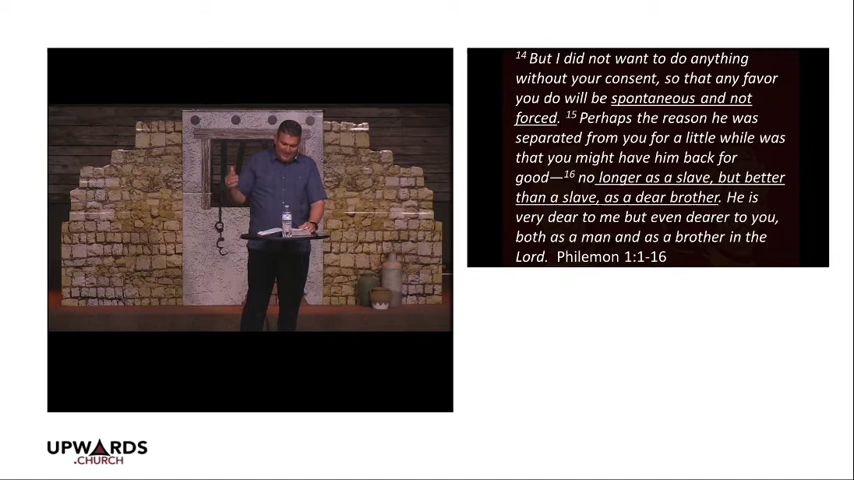 14 But I did not want to do anything
without your consent, so that any favor
you do will be spontaneous and not
forced. 15 Perhaps the reason he was
separated from you for a little while was
that you might have him back for
good—16 no longer as a slave, but better
than a slave, as a dear brother. He is
very dear to me but even dearer to you,
both as a man and as a brother in the
Lord. Philemon 1:1-16
UPWARDS
.CHURCH